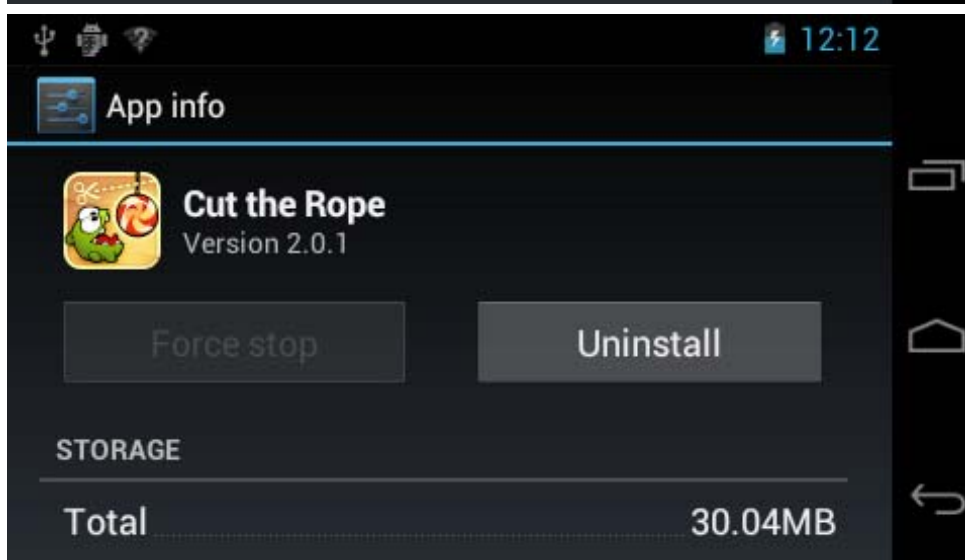 12:12
App info
Cut the Rope
Version 2.0.1
Force stop
Uninstall
STORAGE
Total 30.04MB